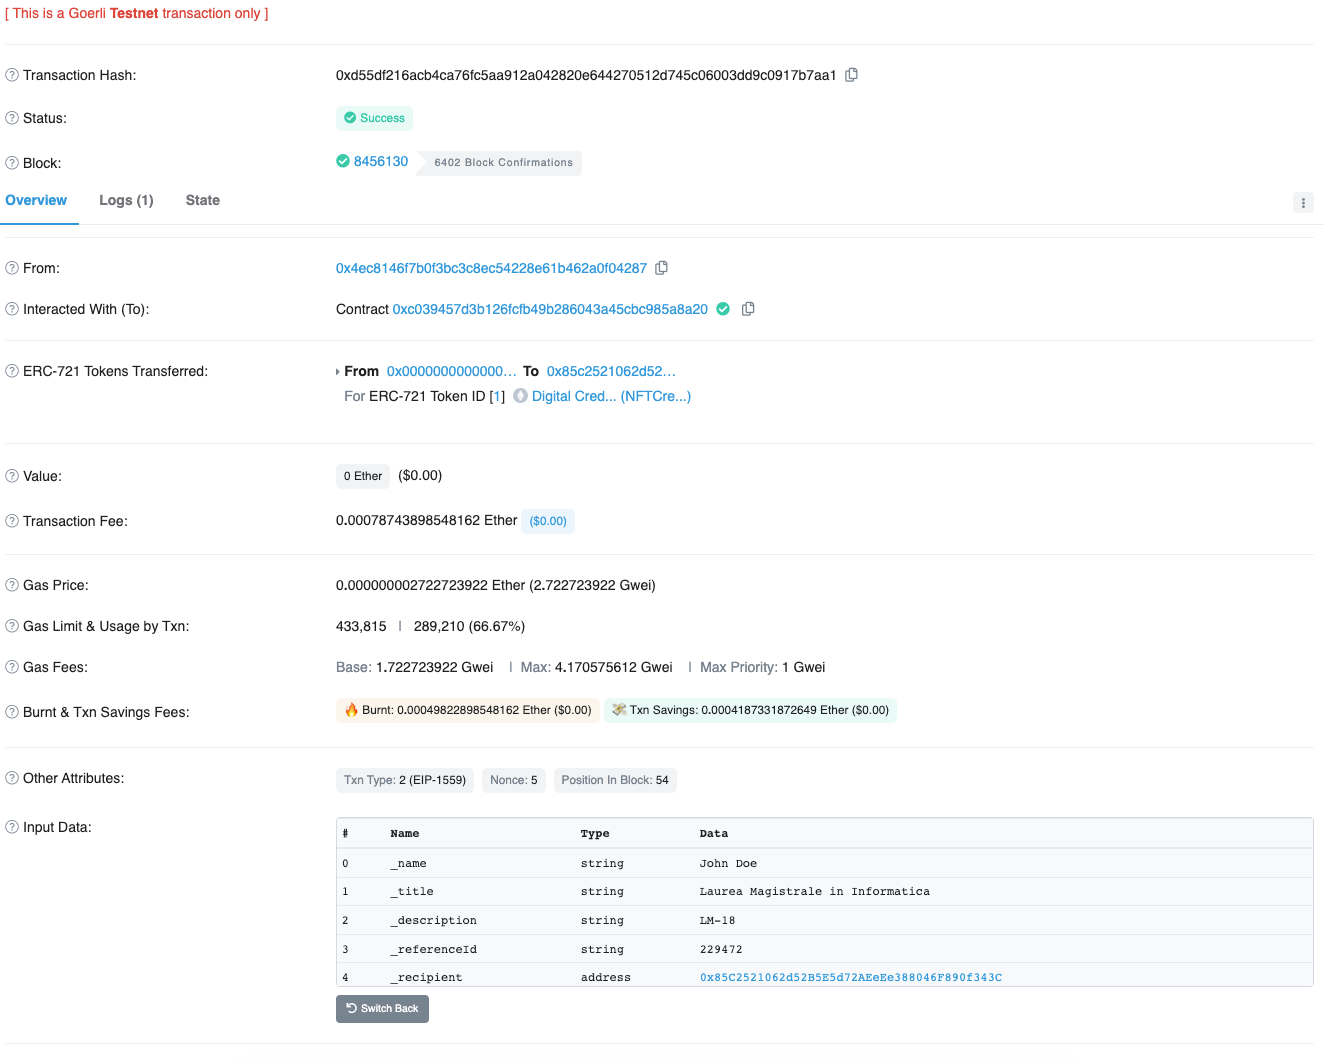 [ This is a Goerli Testnet transaction only ]
Transaction Hash: 0xd55df216acb4ca76fc5aa912a042820e644270512d745c06003dd9c0917b7aa1
Status: Success
Block: 8456130 6402 Block Confirmations
Overview Logs (1) State
From: 0x4ec8146f7b0f3bc3c8ec54228e61b462a0f04287
Interacted With (To): Contract 0xc039457d3b126fcfb49b286043a45cbc985a8a20
ERC-721 Tokens Transferred: From 0x0000000000000... To 0x85c2521062d52...
For ERC-721 Token ID [1] Digital Cred... (NFTCre...)
Value: 0 Ether ($0.00)
Transaction Fee: 0.00078743898548162 Ether ($0.00)
Gas Price: 0.000000002722723922 Ether (2.722723922 Gwei)
Gas Limit & Usage by Txn: 433,815 | 289,210 (66.67%)
Gas Fees: Base: 1.722723922 Gwei | Max: 4.170575612 Gwei | Max Priority: 1 Gwei
Burnt & Txn Savings Fees: 🔥 Burnt: 0.00049822898548162 Ether ($0.00) 💸 Txn Savings: 0.0004187331872649 Ether ($0.00)
Other Attributes: Txn Type: 2 (EIP-1559) Nonce: 5 Position In Block: 54
Input Data:
# Name Type Data
0 _name string John Doe
1 _title string Laurea Magistrale in Informatica
2 _description string LM-18
3 _referenceId string 229472
4 _recipient address 0x85C2521062d52B5E5d72AEeEe388046F890f343C
Switch Back